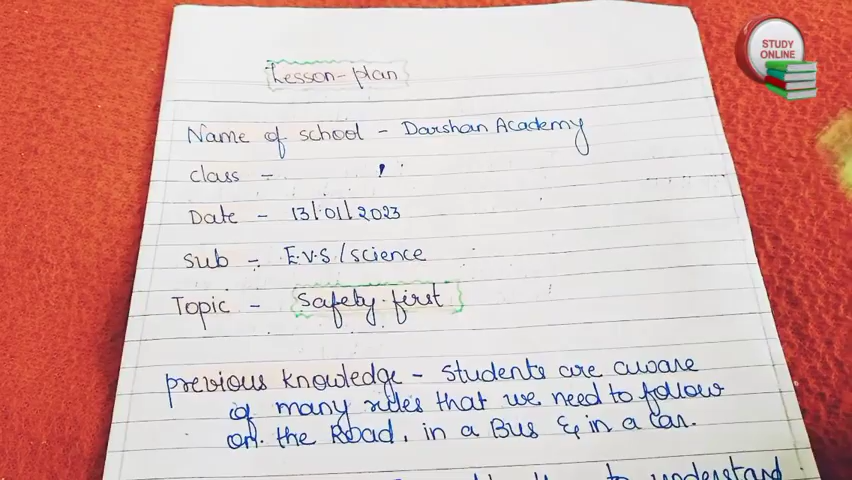 STUDY
ONLINE
Lesson-plan
Name of school - Darshan Academy
class -
Date - 13/01/2023
sub - E.V.S/science
Topic - Safety first
previous knowledge - students are aware
of many rules that we need to follow
on the Road, in a Bus & in a car.
to understand